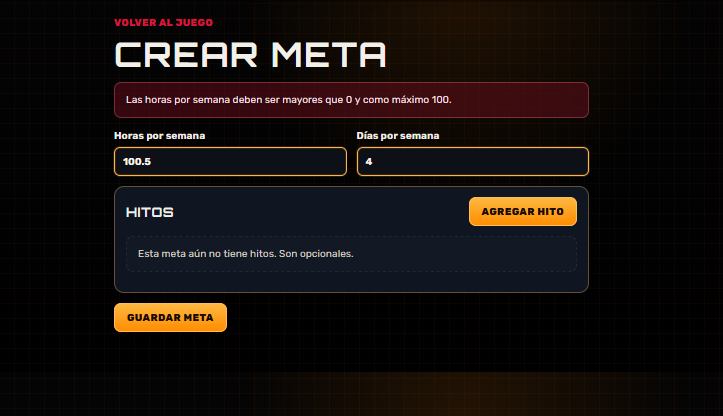 VOLVER AL JUEGO
CREAR META
Las horas por semana deben ser mayores que 0 y como máximo 100.
Horas por semana
Días por semana
100.5
4
HITOS
AGREGAR HITO
Esta meta aún no tiene hitos. Son opcionales.
GUARDAR META